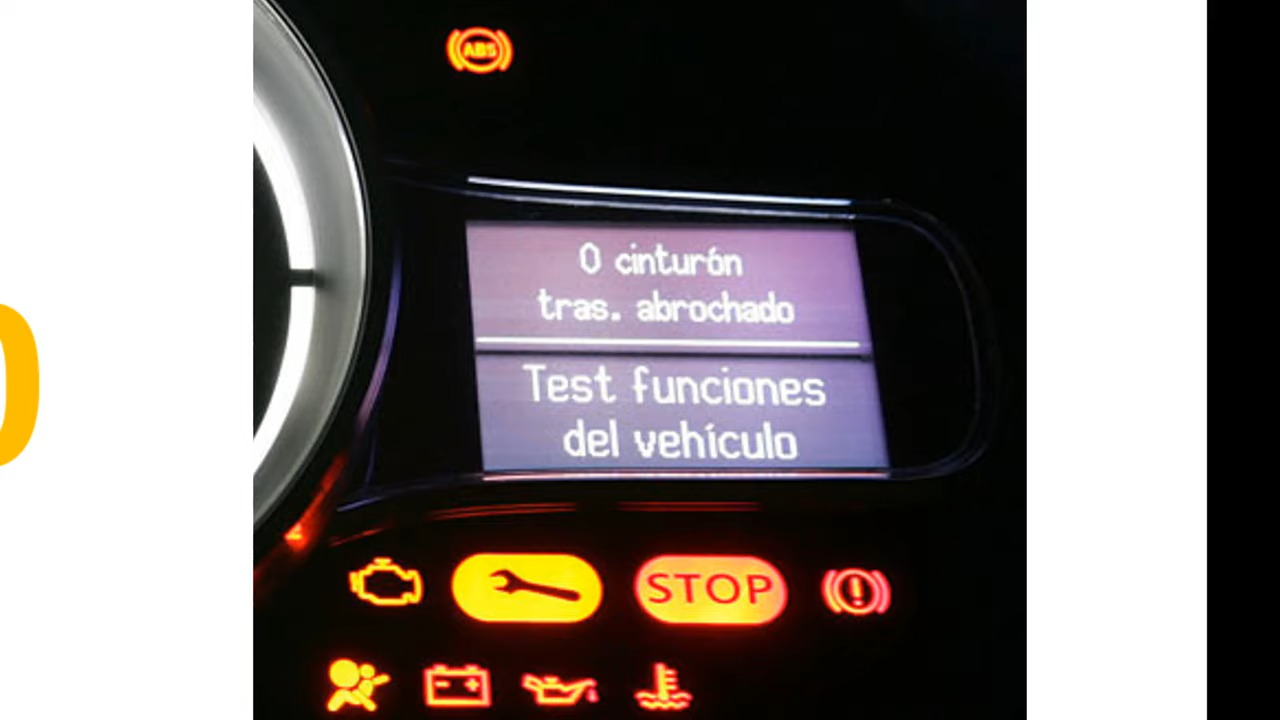 ABS
0 cinturón
tras. abrochado
Test funciones
del vehículo
STOP